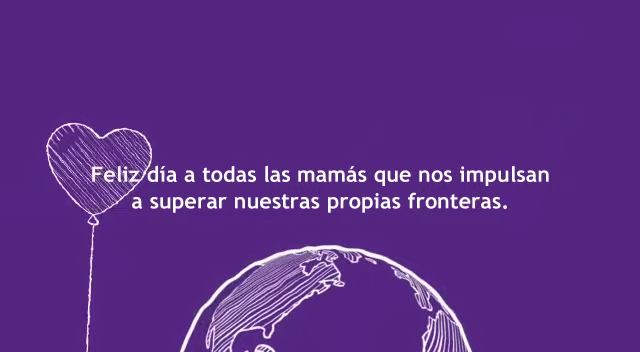 Feliz día a todas las mamás que nos impulsan
a superar nuestras propias fronteras.